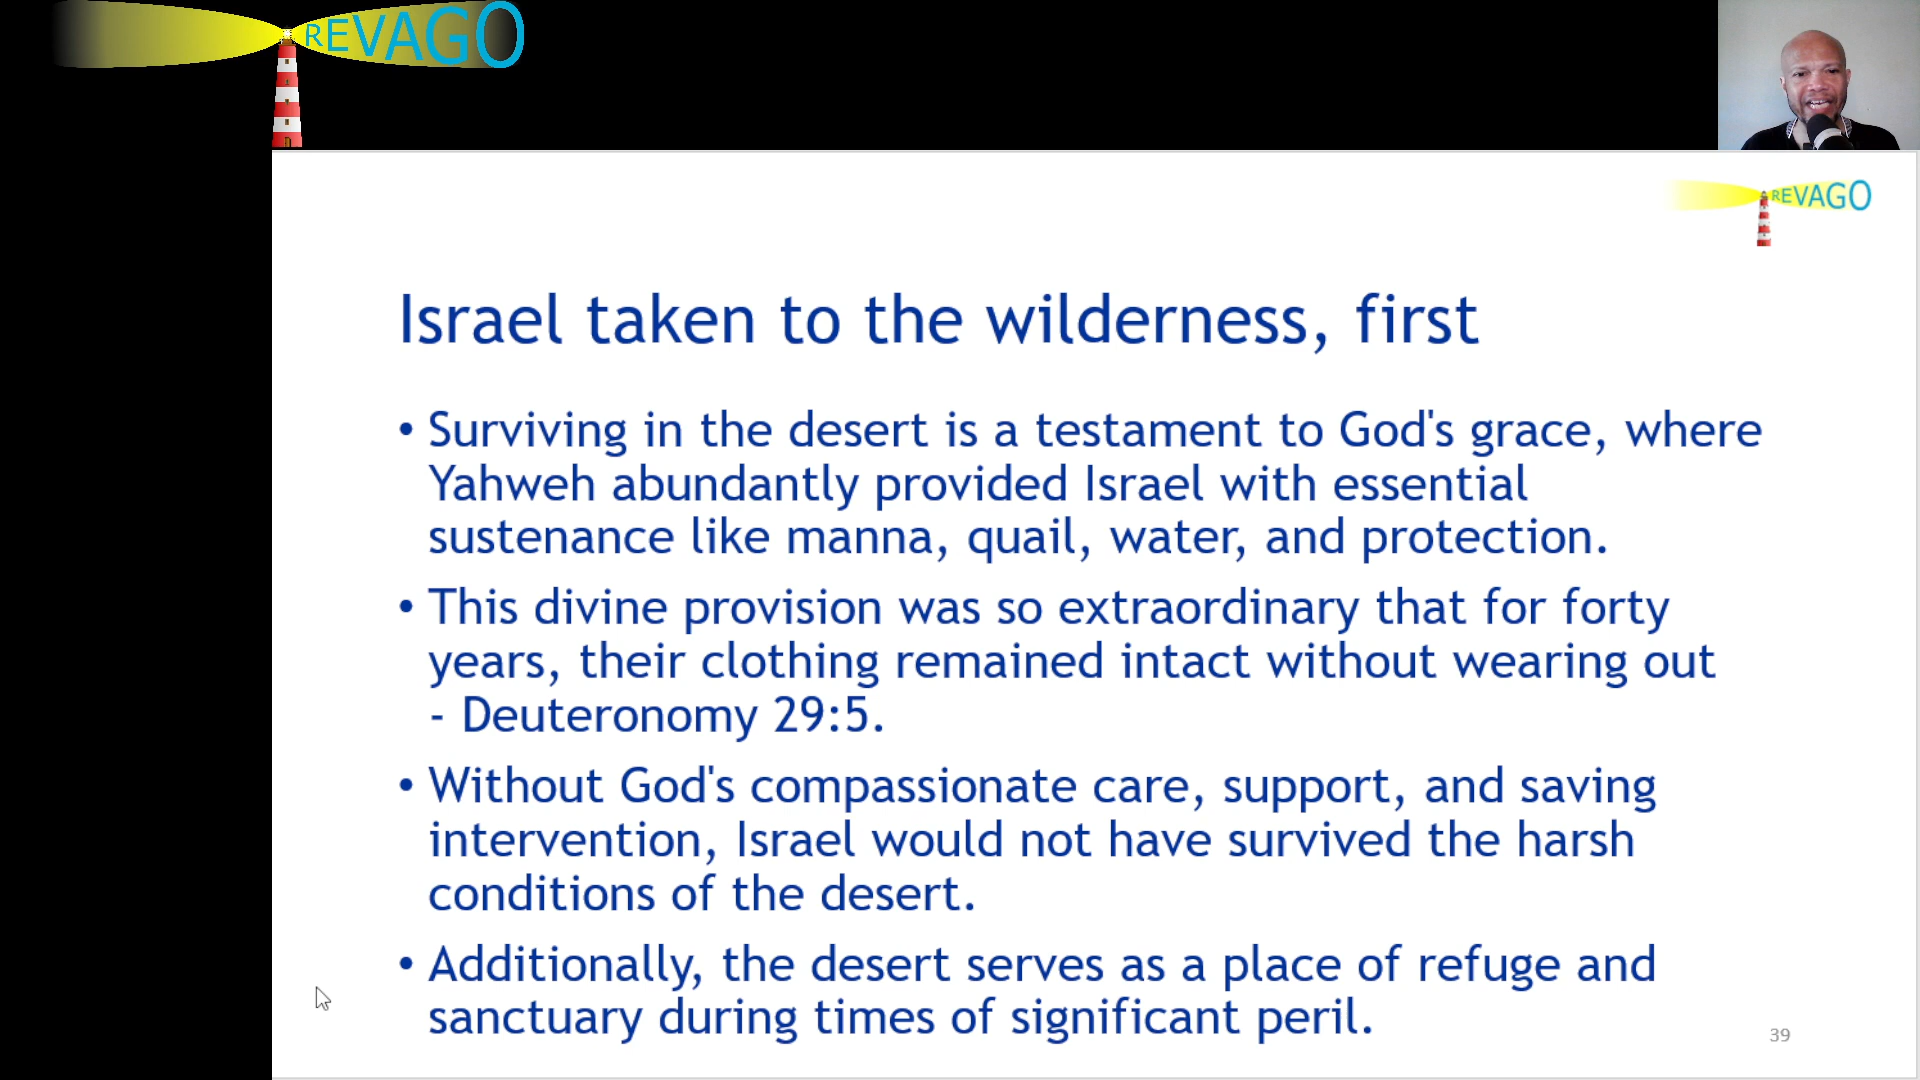 REVAGO
REVAGO
Israel taken to the wilderness, first
• Surviving in the desert is a testament to God's grace, where
Yahweh abundantly provided Israel with essential
sustenance like manna, quail, water, and protection.
• This divine provision was so extraordinary that for forty
years, their clothing remained intact without wearing out
- Deuteronomy 29:5.
• Without God's compassionate care, support, and saving
intervention, Israel would not have survived the harsh
conditions of the desert.
• Additionally, the desert serves as a place of refuge and
sanctuary during times of significant peril.
39